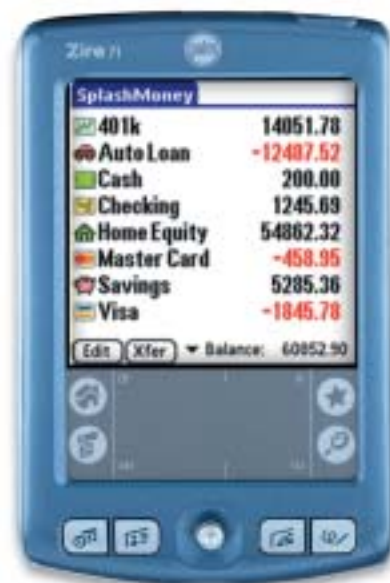 Zire 71
SplashMoney
401k 14051.78
Auto Loan -12487.52
Cash 200.00
Checking 1245.69
Home Equity 54862.32
Master Card -458.95
Savings 5285.36
Visa -1845.78
Edit Xfer Balance: 60852.90